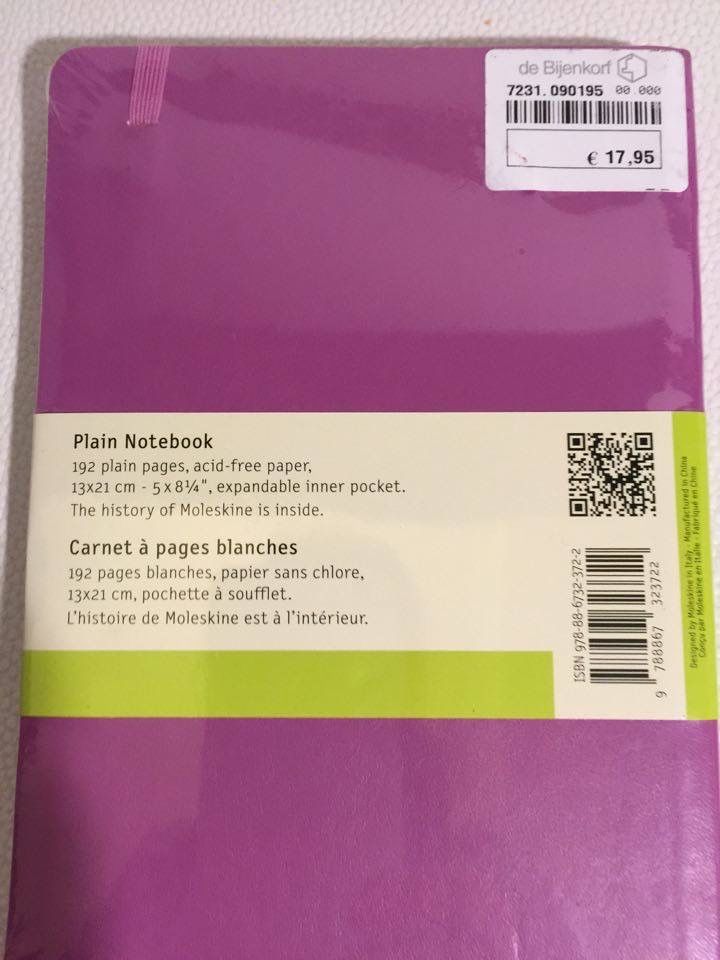 de Bijenkorf
7231.090195 00 000
€ 17,95
Plain Notebook
192 plain pages, acid-free paper,
13x21 cm - 5 x 8¼", expandable inner pocket.
The history of Moleskine is inside.
Carnet à pages blanches
192 pages blanches, papier sans chlore,
13x21 cm, pochette à soufflet.
L'histoire de Moleskine est à l'intérieur.
ISBN 978-88-6732-372-2
9 788867 323722
Designed by Moleskine in Italy - Manufactured in China
Conçu par Moleskine en Italie - Fabriqué en Chine